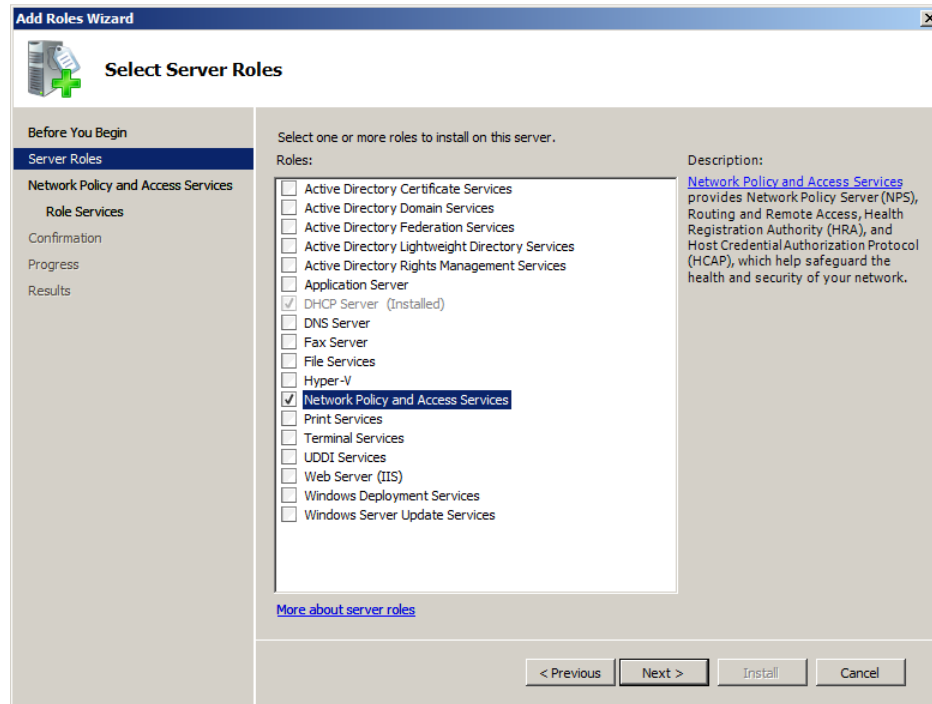 Add Roles Wizard
Select Server Roles
Before You Begin
Server Roles
Network Policy and Access Services
Role Services
Confirmation
Progress
Results
Select one or more roles to install on this server.
Roles:
Active Directory Certificate Services
Active Directory Domain Services
Active Directory Federation Services
Active Directory Lightweight Directory Services
Active Directory Rights Management Services
Application Server
DHCP Server (Installed)
DNS Server
Fax Server
File Services
Hyper-V
Network Policy and Access Services
Print Services
Terminal Services
UDDI Services
Web Server (IIS)
Windows Deployment Services
Windows Server Update Services
More about server roles
Description:
Network Policy and Access Services
provides Network Policy Server (NPS),
Routing and Remote Access, Health
Registration Authority (HRA), and
Host Credential Authorization Protocol
(HCAP), which help safeguard the
health and security of your network.
< Previous
Next >
Install
Cancel